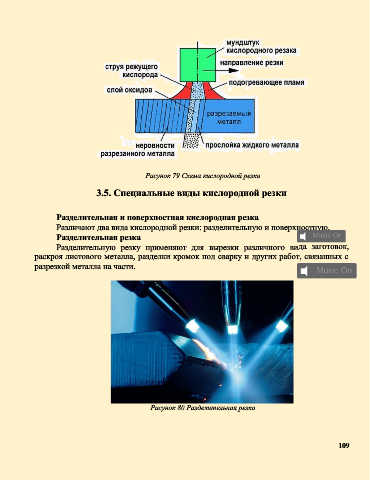 мундштук
кислородного резака
направление резки
струя режущего
кислорода
подогревающее пламя
слой оксидов
разрезаемый
металл
неровности
разрезанного металла
прослойка жидкого металла
Рисунок 79 Схема кислородной резки
3.5. Специальные виды кислородной резки
Разделительная и поверхностная кислородная резка
Различают два вида кислородной резки: разделительную и поверхностную.
Разделительная резка
Music On
Разделительную резку применяют для вырезки различного вида заготовок,
раскроя листового металла, разделки кромок под сварку и других работ, связанных с
разрезкой металла на части.
Music On
Рисунок 80 Разделительная резка
109